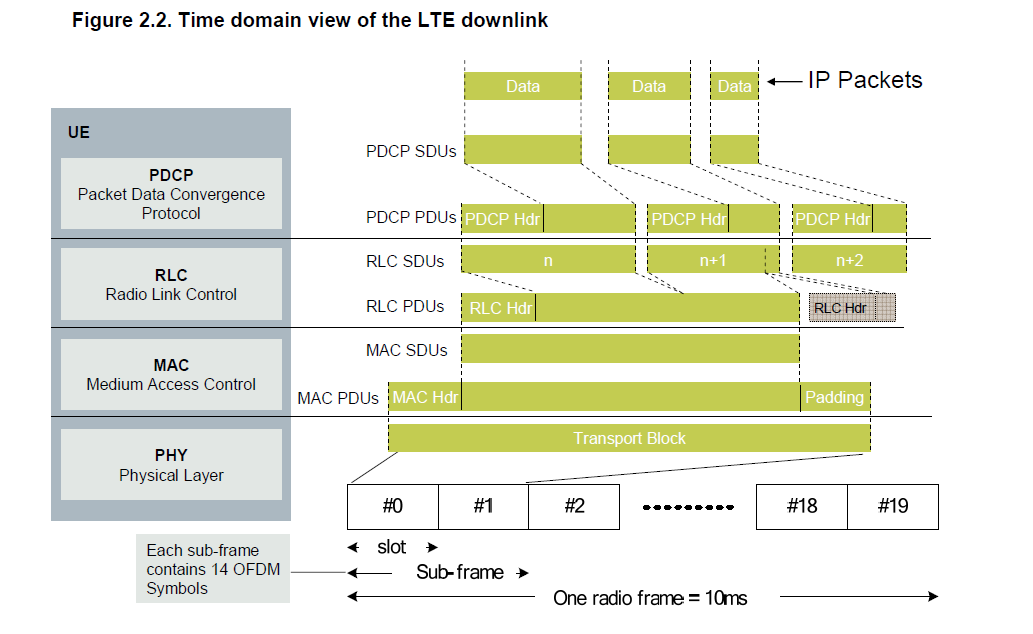 Figure 2.2. Time domain view of the LTE downlink
Data Data Data IP Packets
UE
PDCP
Packet Data Convergence
Protocol
PDCP SDUs
PDCP PDUs PDCP Hdr PDCP Hdr PDCP Hdr
RLC
Radio Link Control
RLC SDUs n n+1 n+2
RLC PDUs RLC Hdr RLC Hdr
MAC
Medium Access Control
MAC SDUs
MAC PDUs MAC Hdr Padding
PHY
Physical Layer
Transport Block
#0 #1 #2 #18 #19
Each sub-frame
contains 14 OFDM
Symbols
slot
Sub-frame
One radio frame = 10ms